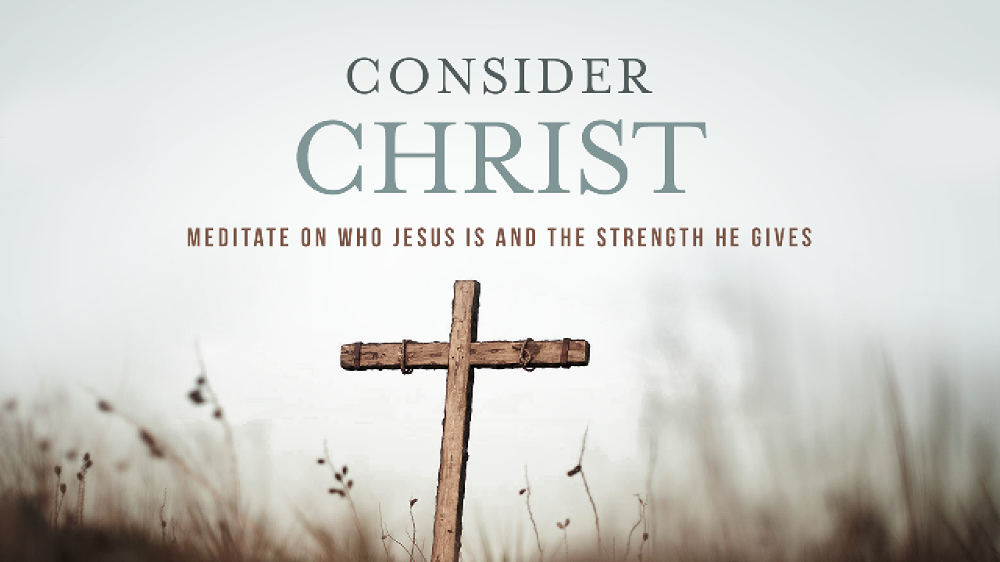 CONSIDER
CHRIST
MEDITATE ON WHO JESUS IS AND THE STRENGTH HE GIVES